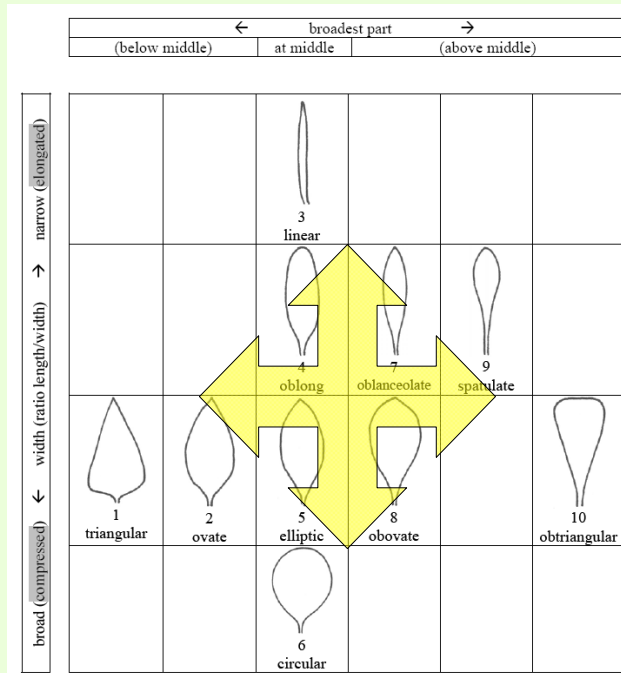 ← broadest part →
(below middle) at middle (above middle)
broad (compressed) ← width (ratio length/width) → narrow (elongated)
3
linear
4 7 9
oblong oblanceolate spatulate
1 2 5 8 10
triangular ovate elliptic obovate obtriangular
6
circular